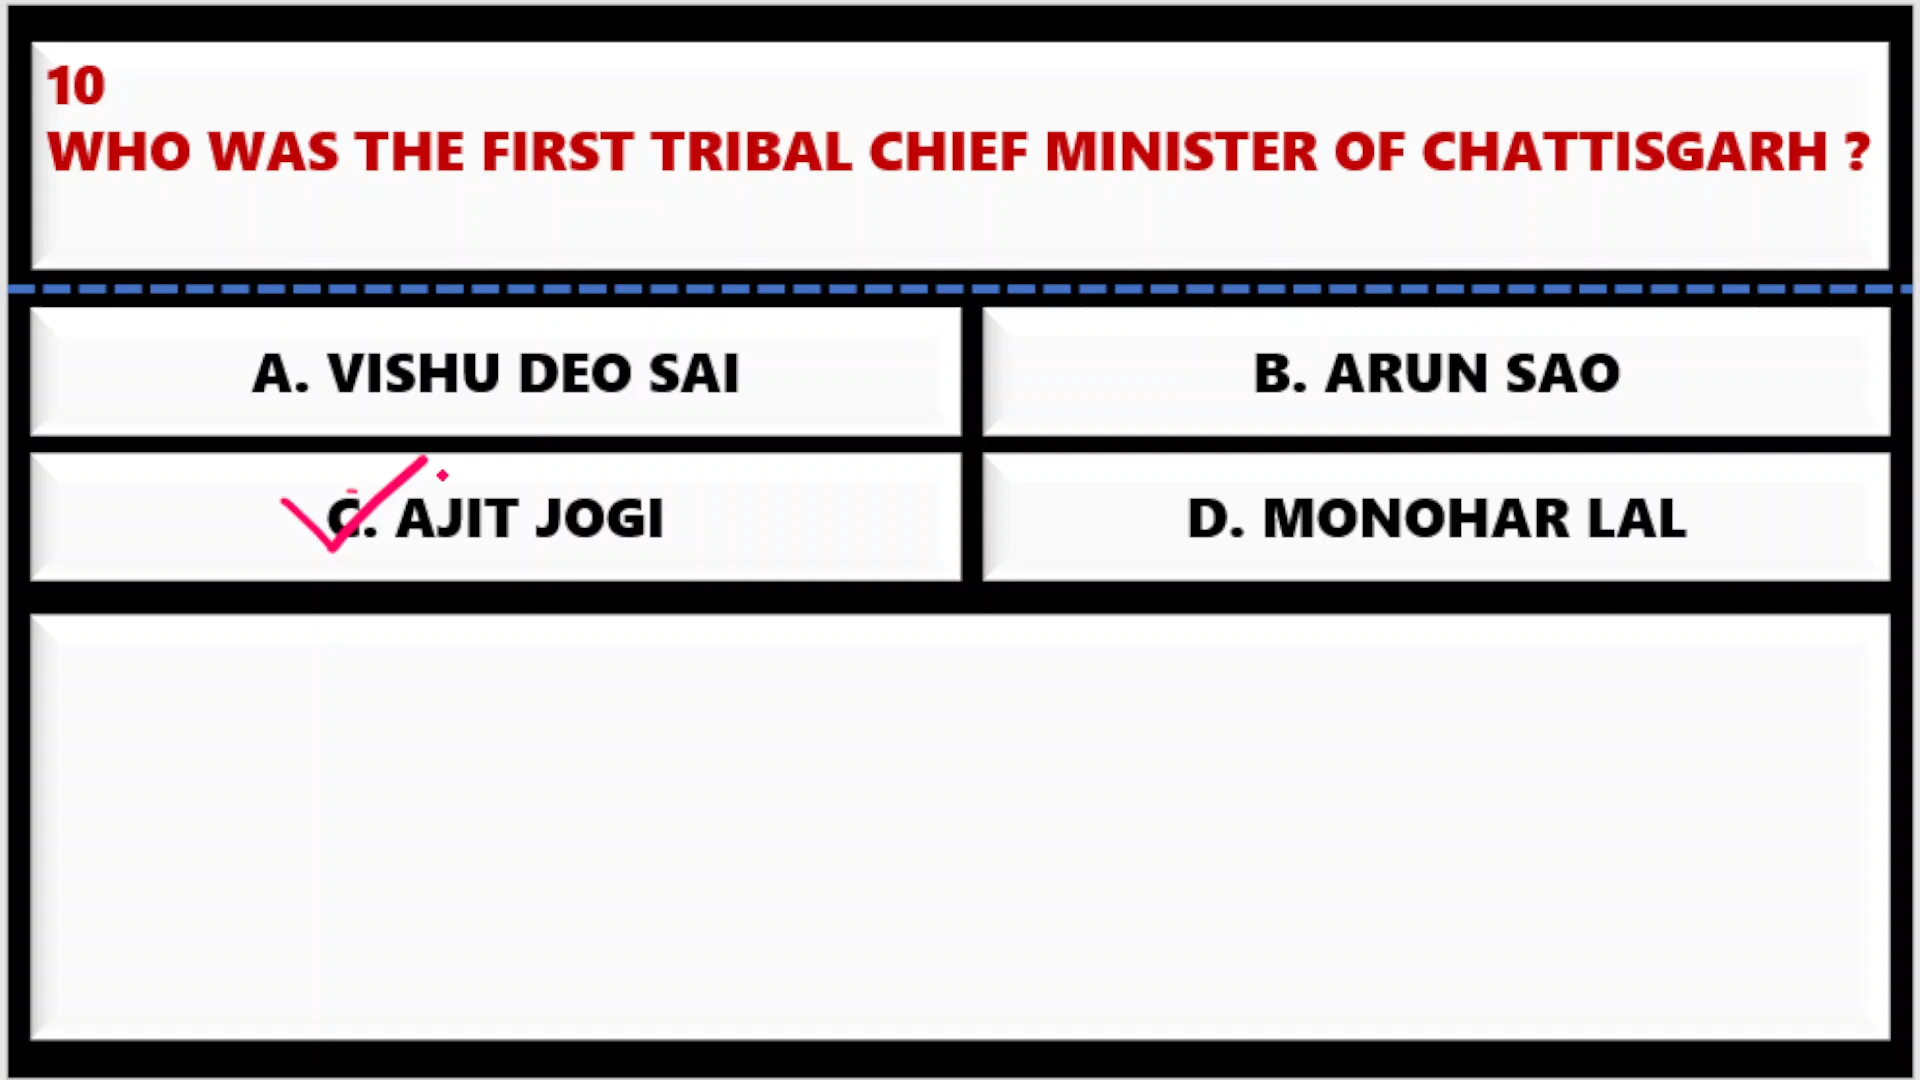 10
WHO WAS THE FIRST TRIBAL CHIEF MINISTER OF CHATTISGARH ?
A. VISHU DEO SAI
B. ARUN SAO
C. AJIT JOGI
D. MONOHAR LAL